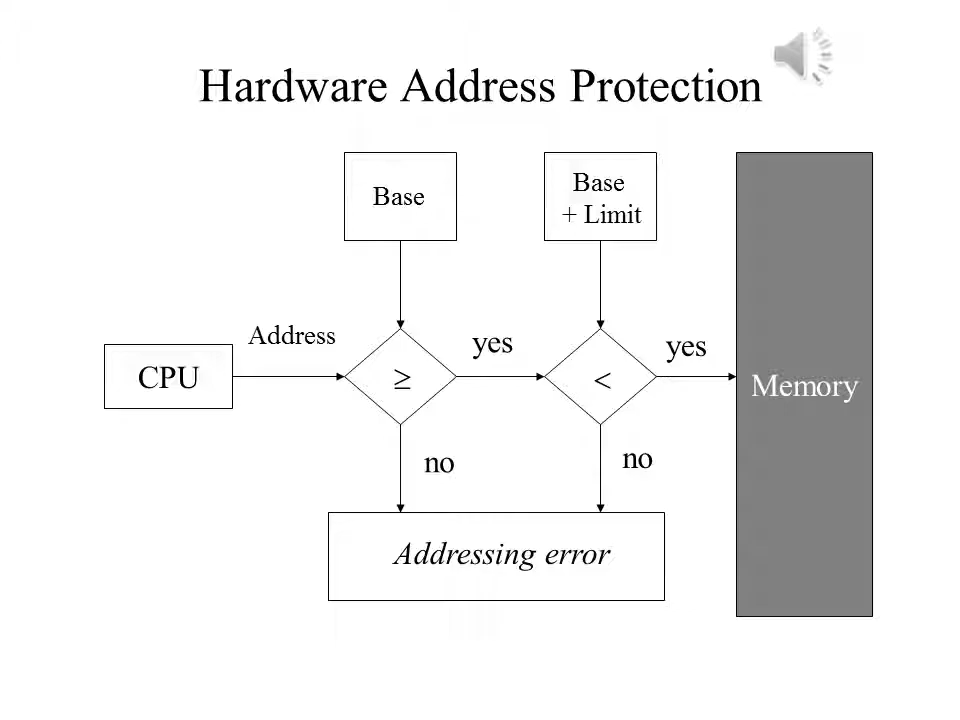 Hardware Address Protection
Base
Base
+ Limit
Address
yes
yes
CPU
≥
<
Memory
no
no
Addressing error